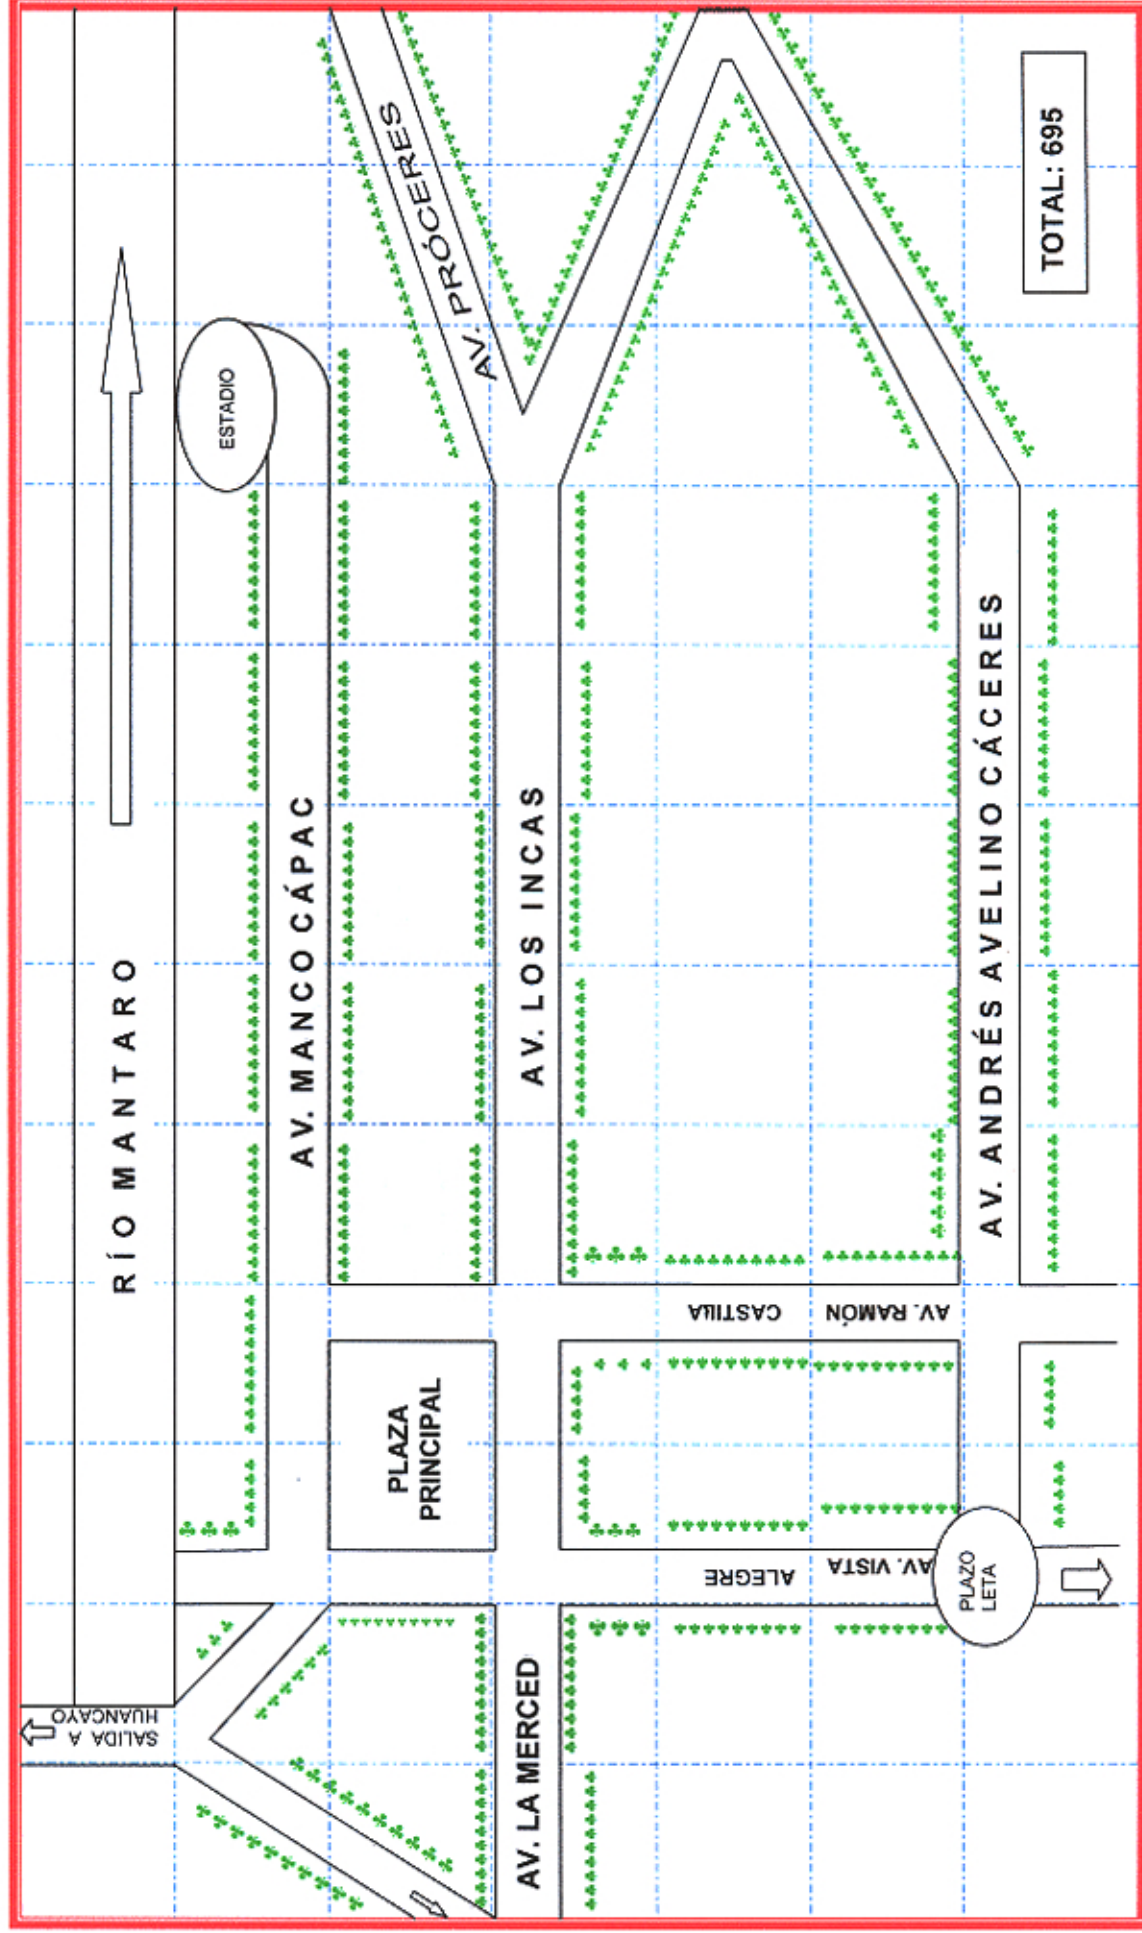 RÍO MANTARO
ESTADIO
AV. MANCO CÁPAC
AV. PRÓCERES
PLAZA
PRINCIPAL
AV. LOS INCAS
AV. LA MERCED
SALIDA A
HUANCAYO
AV. RAMÓN
CASTILLA
AV. VISTA
ALEGRE
PLAZO
LETA
AV. ANDRÉS AVELINO CÁCERES
TOTAL: 695